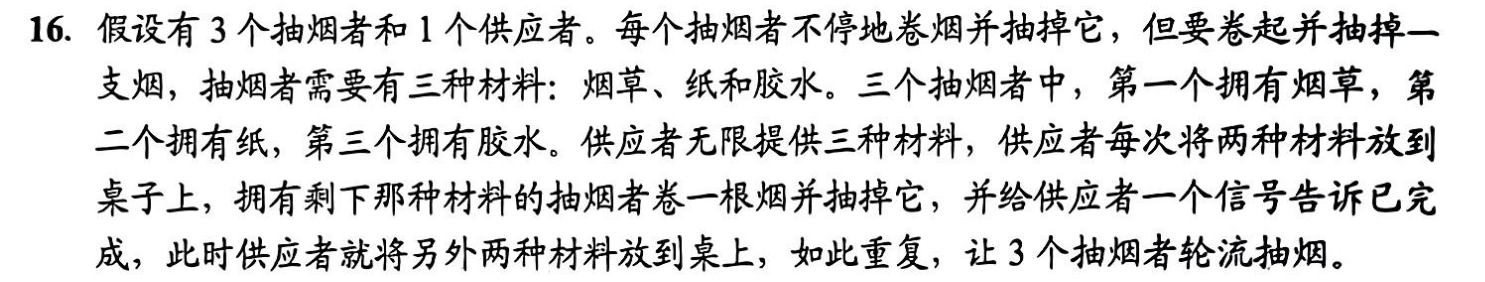 16. 假设有 3 个抽烟者和 1 个供应者。每个抽烟者不停地卷烟并抽掉它，但要卷起并抽掉一
支烟，抽烟者需要有三种材料：烟草、纸和胶水。三个抽烟者中，第一个拥有烟草，第
二个拥有纸，第三个拥有胶水。供应者无限提供三种材料，供应者每次将两种材料放到
桌子上，拥有剩下那种材料的抽烟者卷一根烟并抽掉它，并给供应者一个信号告诉已完
成，此时供应者就将另外两种材料放到桌上，如此重复，让 3 个抽烟者轮流抽烟。